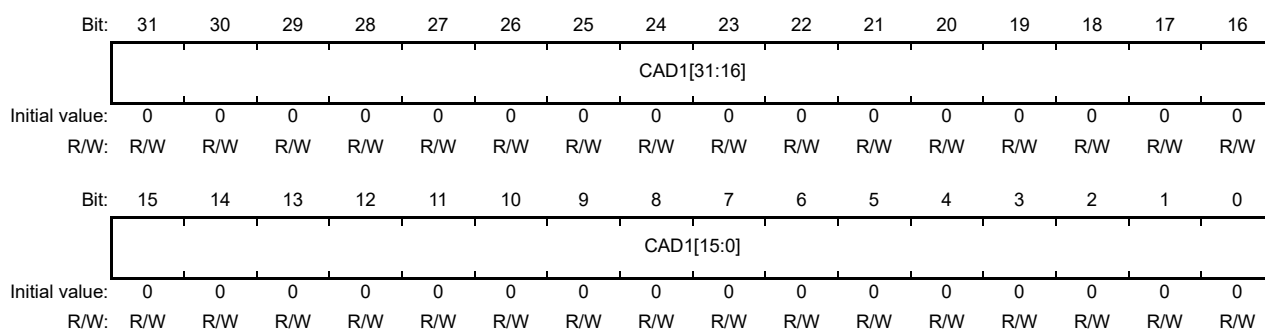 Bit: 31 30 29 28 27 26 25 24 23 22 21 20 19 18 17 16
CAD1[31:16]
Initial value: 0 0 0 0 0 0 0 0 0 0 0 0 0 0 0 0
R/W: R/W R/W R/W R/W R/W R/W R/W R/W R/W R/W R/W R/W R/W R/W R/W R/W
Bit: 15 14 13 12 11 10 9 8 7 6 5 4 3 2 1 0
CAD1[15:0]
Initial value: 0 0 0 0 0 0 0 0 0 0 0 0 0 0 0 0
R/W: R/W R/W R/W R/W R/W R/W R/W R/W R/W R/W R/W R/W R/W R/W R/W R/W